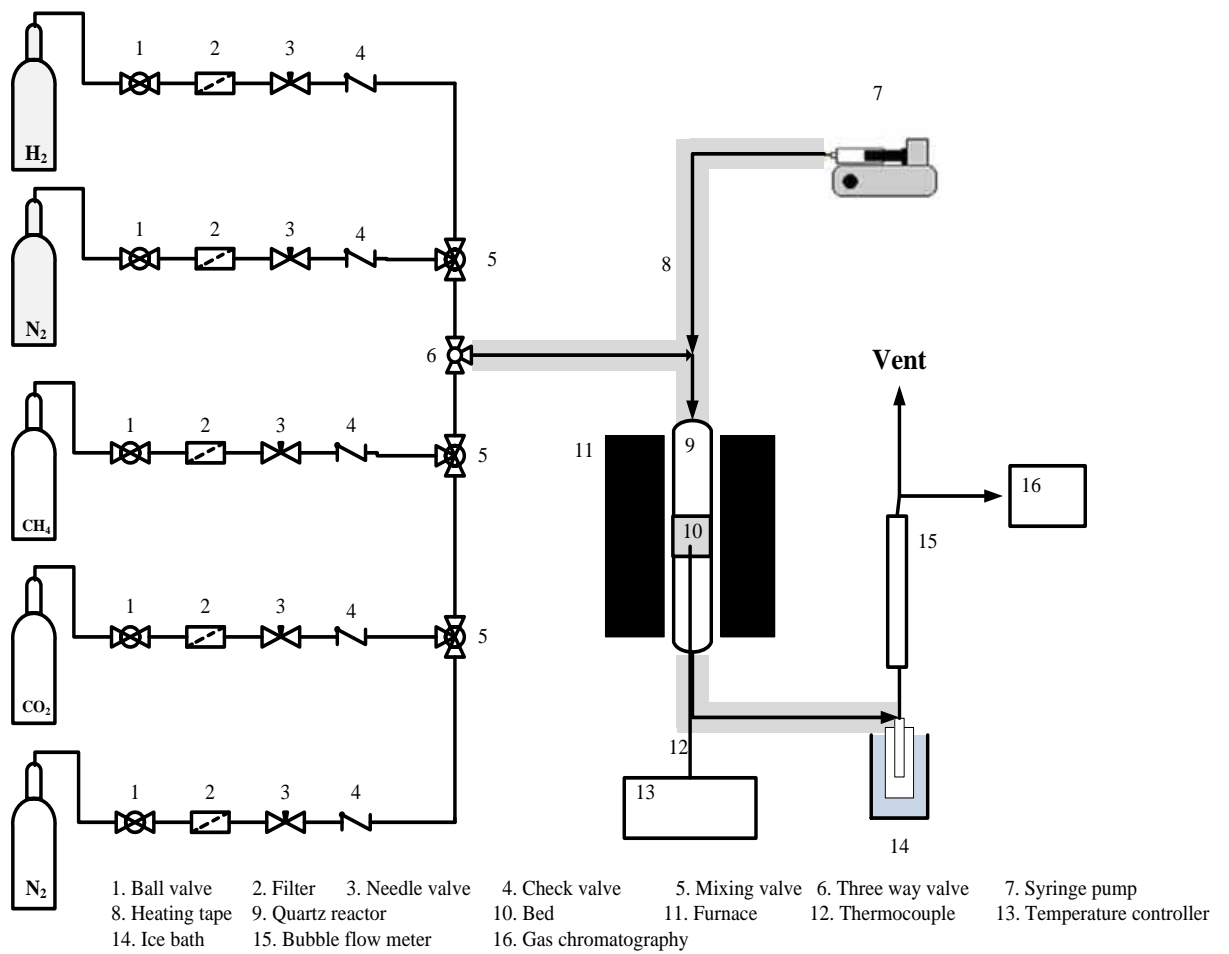 1 2 3 4
H₂
7
1 2 3 4
5
N₂
8
6
Vent
1 2 3 4
5
11
9
16
CH₄
10
15
1 2 3 4
5
CO₂
12
1 2 3 4
13
14
N₂
1. Ball valve 2. Filter 3. Needle valve 4. Check valve 5. Mixing valve 6. Three way valve 7. Syringe pump
8. Heating tape 9. Quartz reactor 10. Bed 11. Furnace 12. Thermocouple 13. Temperature controller
14. Ice bath 15. Bubble flow meter 16. Gas chromatography